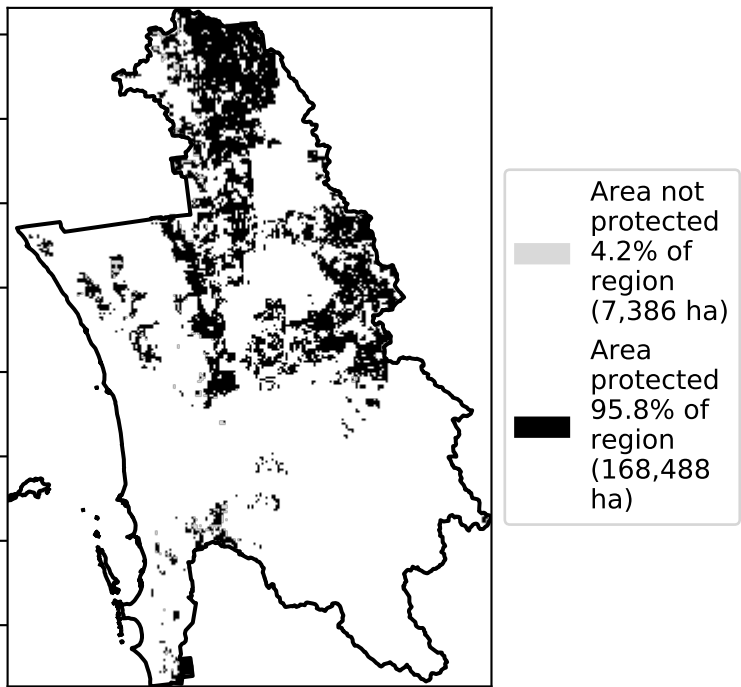 Area not
protected
4.2% of
region
(7,386 ha)
Area
protected
95.8% of
region
(168,488
ha)